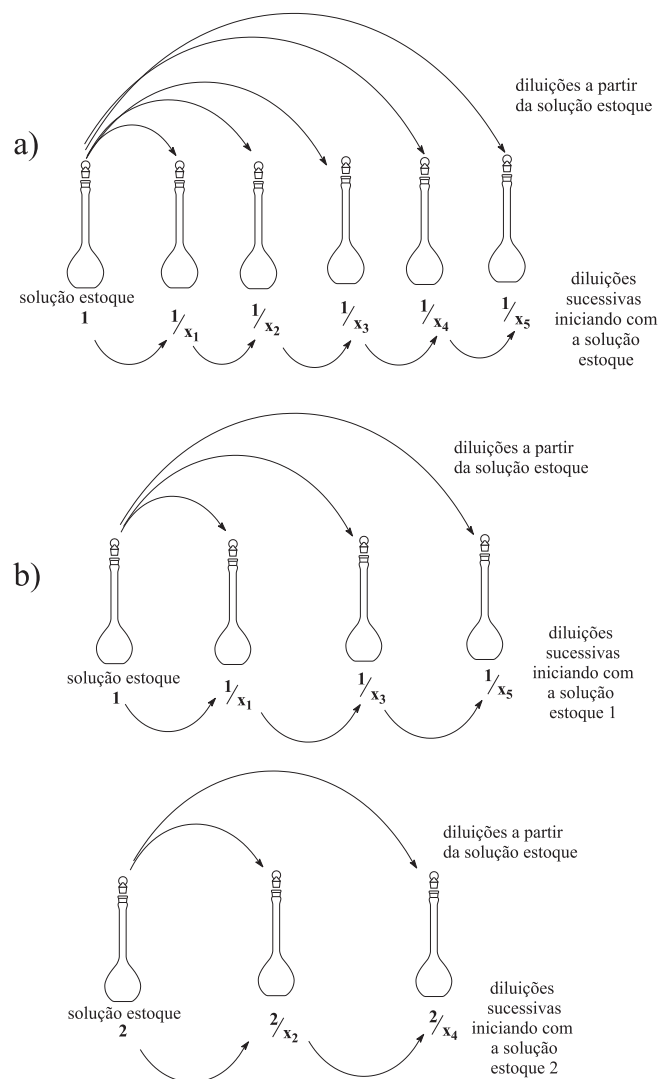 diluições a partir
da solução estoque
a)
solução estoque
1
1/x1
1/x2
1/x3
1/x4
1/x5
diluições
sucessivas
iniciando com
a solução
estoque
diluições a partir
da solução estoque
b)
solução estoque
1
1/x1
1/x3
1/x5
diluições
sucessivas
iniciando com
a solução
estoque 1
diluições a partir
da solução estoque
solução estoque
2
2/x2
2/x4
diluições
sucessivas
iniciando com
a solução
estoque 2